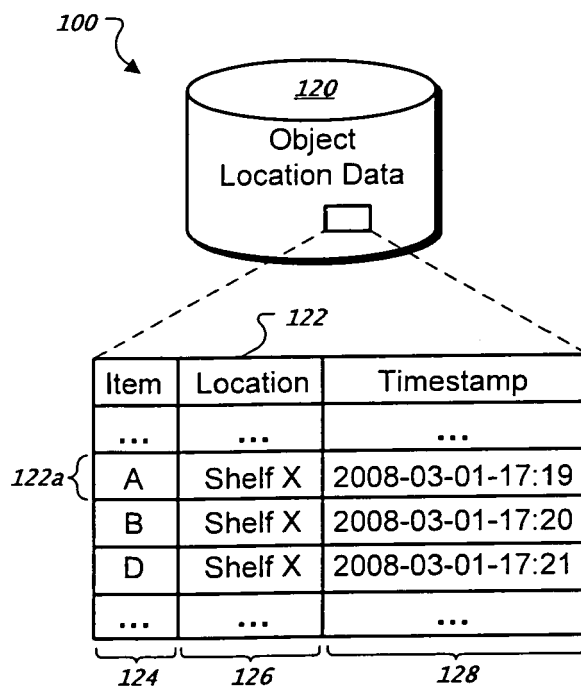 100
120
Object
Location Data
122
Item Location Timestamp
... ... ...
122a A Shelf X 2008-03-01-17:19
B Shelf X 2008-03-01-17:20
D Shelf X 2008-03-01-17:21
... ... ...
124 126 128